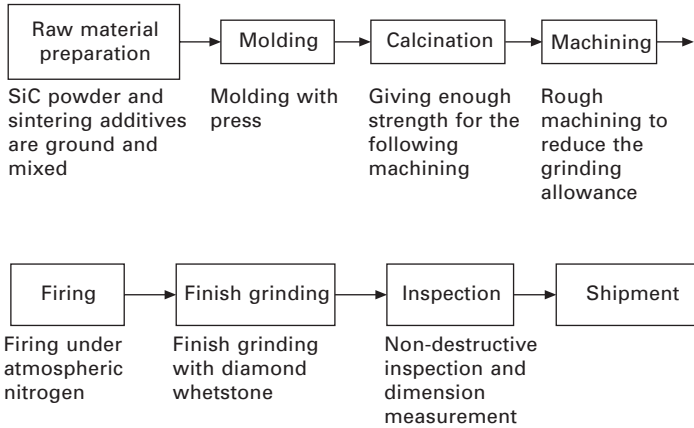 Raw material
preparation
Molding
Calcination
Machining
SiC powder and
sintering additives
are ground and
mixed
Molding with
press
Giving enough
strength for the
following
machining
Rough
machining to
reduce the
grinding
allowance
Firing
Finish grinding
Inspection
Shipment
Firing under
atmospheric
nitrogen
Finish grinding
with diamond
whetstone
Non-destructive
inspection and
dimension
measurement